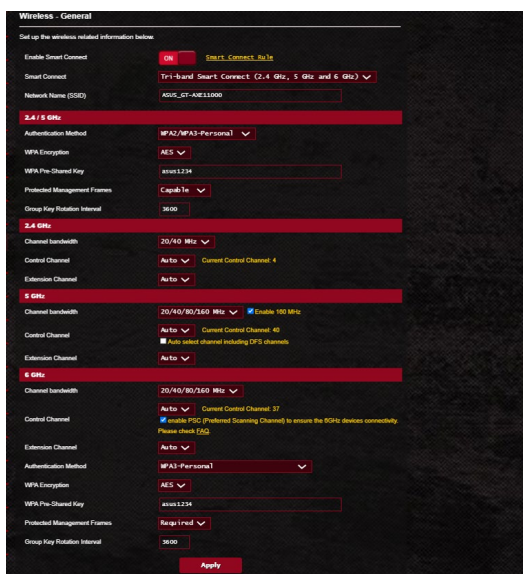 Wireless - General
Set up the wireless related information below.
Enable Smart Connect ON Smart Connect Rule
Smart Connect Tri-band Smart Connect (2.4 GHz, 5 GHz and 6 GHz)
Network Name (SSID) ASUS_GT-AXE11000
2.4 / 5 GHz
Authentication Method WPA2/WPA3-Personal
WPA Encryption AES
WPA Pre-Shared Key asus1234
Protected Management Frames Capable
Group Key Rotation Interval 3600
2.4 GHz
Channel bandwidth 20/40 MHz
Control Channel Auto Current Control Channel: 4
Extension Channel Auto
5 GHz
Channel bandwidth 20/40/80/160 MHz Enable 160 MHz
Control Channel Auto Current Control Channel: 40
Auto select channel including DFS channels
Extension Channel Auto
6 GHz
Channel bandwidth 20/40/80/160 MHz
Control Channel Auto Current Control Channel: 37
enable PSC (Preferred Scanning Channel) to ensure the 6GHz devices connectivity.
Please check FAQ.
Extension Channel Auto
Authentication Method WPA3-Personal
WPA Encryption AES
WPA Pre-Shared Key asus1234
Protected Management Frames Required
Group Key Rotation Interval 3600
Apply